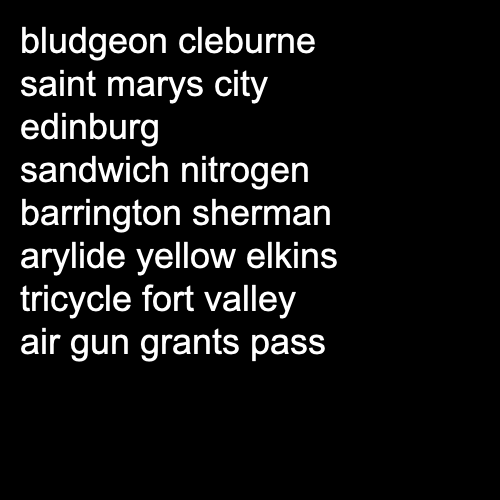 bludgeon cleburne
saint marys city
edinburg
sandwich nitrogen
barrington sherman
arylide yellow elkins
tricycle fort valley
air gun grants pass